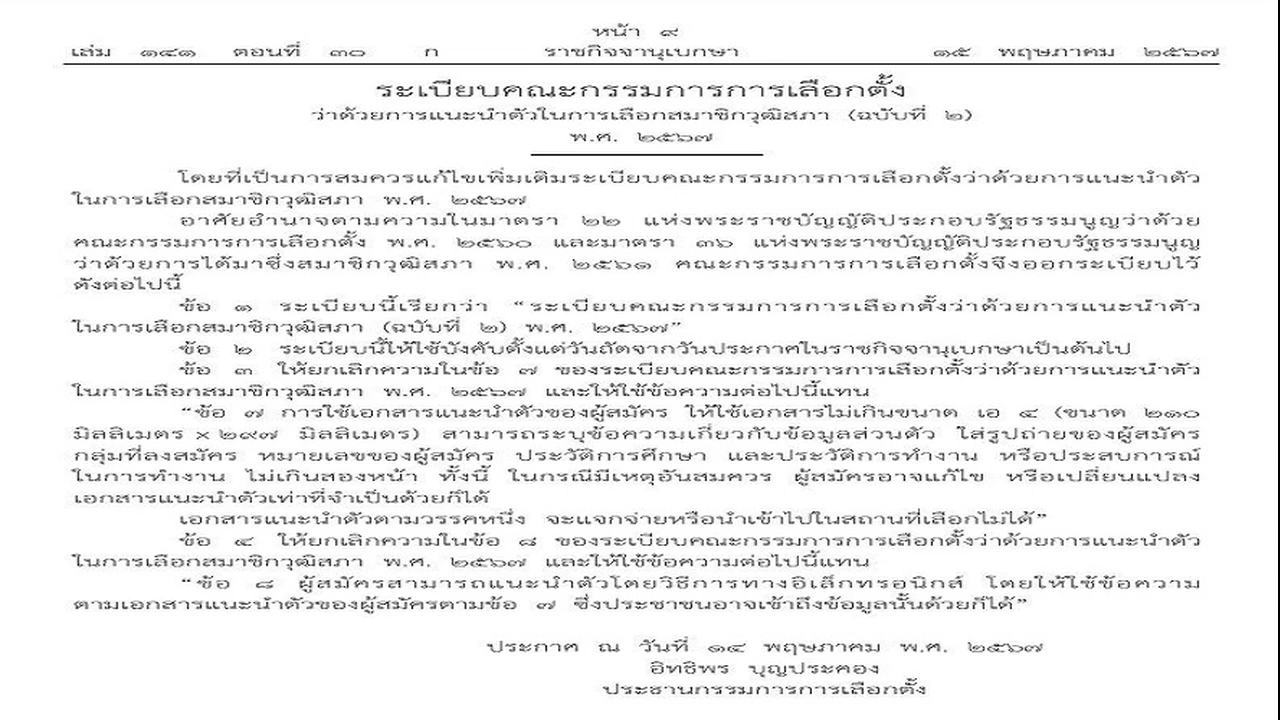 หน้า ๙
เล่ม ๑๔๑ ตอนที่ ๓๐ ก ราชกิจจานุเบกษา ๑๕ พฤษภาคม ๒๕๖๗
ระเบียบคณะกรรมการการเลือกตั้ง
ว่าด้วยการแนะนำตัวในการเลือกสมาชิกวุฒิสภา (ฉบับที่ ๒)
พ.ศ. ๒๕๖๗
โดยที่เป็นการสมควรแก้ไขเพิ่มเติมระเบียบคณะกรรมการการเลือกตั้งว่าด้วยการแนะนำตัว
ในการเลือกสมาชิกวุฒิสภา พ.ศ. ๒๕๖๗
อาศัยอำนาจตามความในมาตรา ๒๒ แห่งพระราชบัญญัติประกอบรัฐธรรมนูญว่าด้วย
คณะกรรมการการเลือกตั้ง พ.ศ. ๒๕๖๐ และมาตรา ๓๖ แห่งพระราชบัญญัติประกอบรัฐธรรมนูญ
ว่าด้วยการได้มาซึ่งสมาชิกวุฒิสภา พ.ศ. ๒๕๖๑ คณะกรรมการการเลือกตั้งจึงออกระเบียบไว้
ดังต่อไปนี้
ข้อ ๑ ระเบียบนี้เรียกว่า “ระเบียบคณะกรรมการการเลือกตั้งว่าด้วยการแนะนำตัว
ในการเลือกสมาชิกวุฒิสภา (ฉบับที่ ๒) พ.ศ. ๒๕๖๗”
ข้อ ๒ ระเบียบนี้ให้ใช้บังคับตั้งแต่วันถัดจากวันประกาศในราชกิจจานุเบกษาเป็นต้นไป
ข้อ ๓ ให้ยกเลิกความในข้อ ๗ ของระเบียบคณะกรรมการการเลือกตั้งว่าด้วยการแนะนำตัว
ในการเลือกสมาชิกวุฒิสภา พ.ศ. ๒๕๖๗ และให้ใช้ข้อความต่อไปนี้แทน
“ข้อ ๗ การใช้เอกสารแนะนำตัวของผู้สมัคร ให้ใช้เอกสารไม่เกินขนาด เอ ๔ (ขนาด ๒๑๐
มิลลิเมตร x ๒๙๗ มิลลิเมตร) สามารถระบุข้อความเกี่ยวกับข้อมูลส่วนตัว ใส่รูปถ่ายของผู้สมัคร
กลุ่มที่ลงสมัคร หมายเลขของผู้สมัคร ประวัติการศึกษา และประวัติการทำงาน หรือประสบการณ์
ในการทำงาน ไม่เกินสองหน้า ทั้งนี้ ในกรณีมีเหตุอันสมควร ผู้สมัครอาจแก้ไข หรือเปลี่ยนแปลง
เอกสารแนะนำตัวเท่าที่จำเป็นด้วยก็ได้
เอกสารแนะนำตัวตามวรรคหนึ่ง จะแจกจ่ายหรือนำเข้าไปในสถานที่เลือกไม่ได้”
ข้อ ๔ ให้ยกเลิกความในข้อ ๘ ของระเบียบคณะกรรมการการเลือกตั้งว่าด้วยการแนะนำตัว
ในการเลือกสมาชิกวุฒิสภา พ.ศ. ๒๕๖๗ และให้ใช้ข้อความต่อไปนี้แทน
“ข้อ ๘ ผู้สมัครสามารถแนะนำตัวโดยวิธีการทางอิเล็กทรอนิกส์ โดยให้ใช้ข้อความ
ตามเอกสารแนะนำตัวของผู้สมัครตามข้อ ๗ ซึ่งประชาชนอาจเข้าถึงข้อมูลนั้นด้วยก็ได้”
ประกาศ ณ วันที่ ๑๔ พฤษภาคม พ.ศ. ๒๕๖๗
อิทธิพร บุญประคอง
ประธานกรรมการการเลือกตั้ง